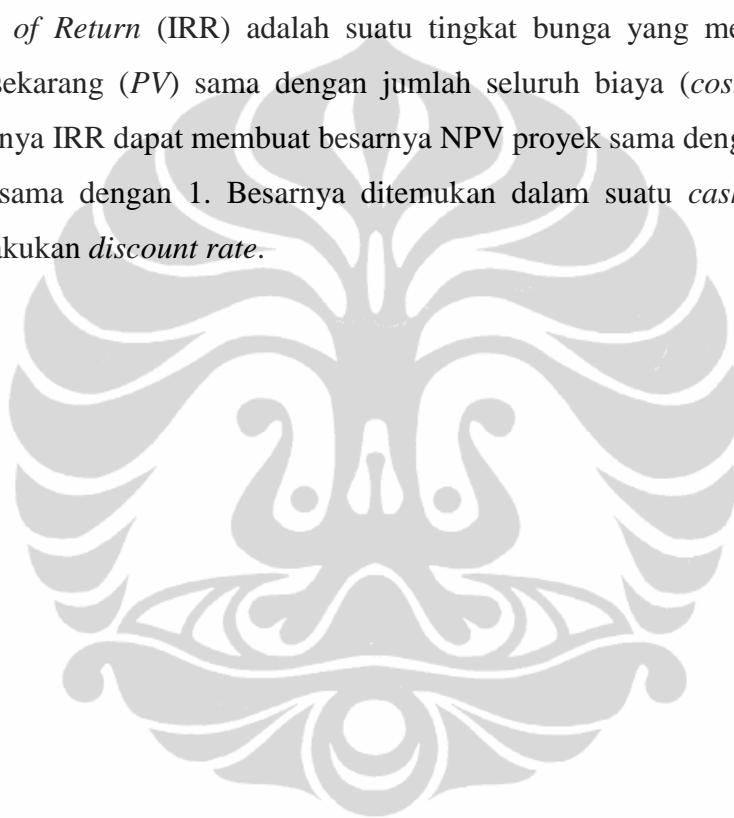 of Return (IRR) adalah suatu tingkat bunga yang me
sekarang (PV) sama dengan jumlah seluruh biaya (cos
nya IRR dapat membuat besarnya NPV proyek sama deng
sama dengan 1. Besarnya ditemukan dalam suatu cas
akukan discount rate.